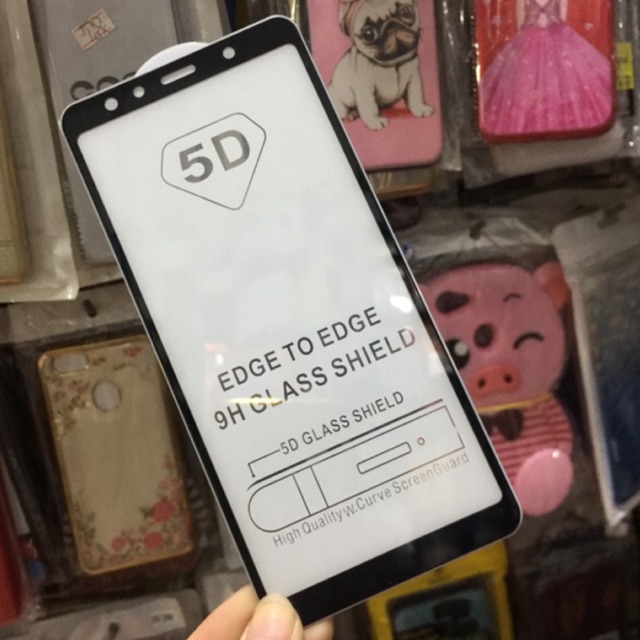 5D
EDGE TO EDGE
9H GLASS SHIELD
5D GLASS SHIELD
High Quality w.Curve ScreenGuard